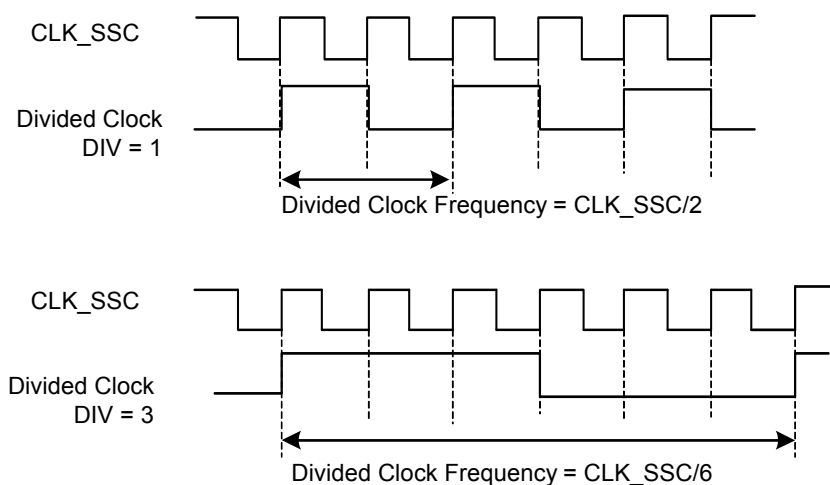 CLK_SSC
Divided Clock
DIV = 1
Divided Clock Frequency = CLK_SSC/2
CLK_SSC
Divided Clock
DIV = 3
Divided Clock Frequency = CLK_SSC/6